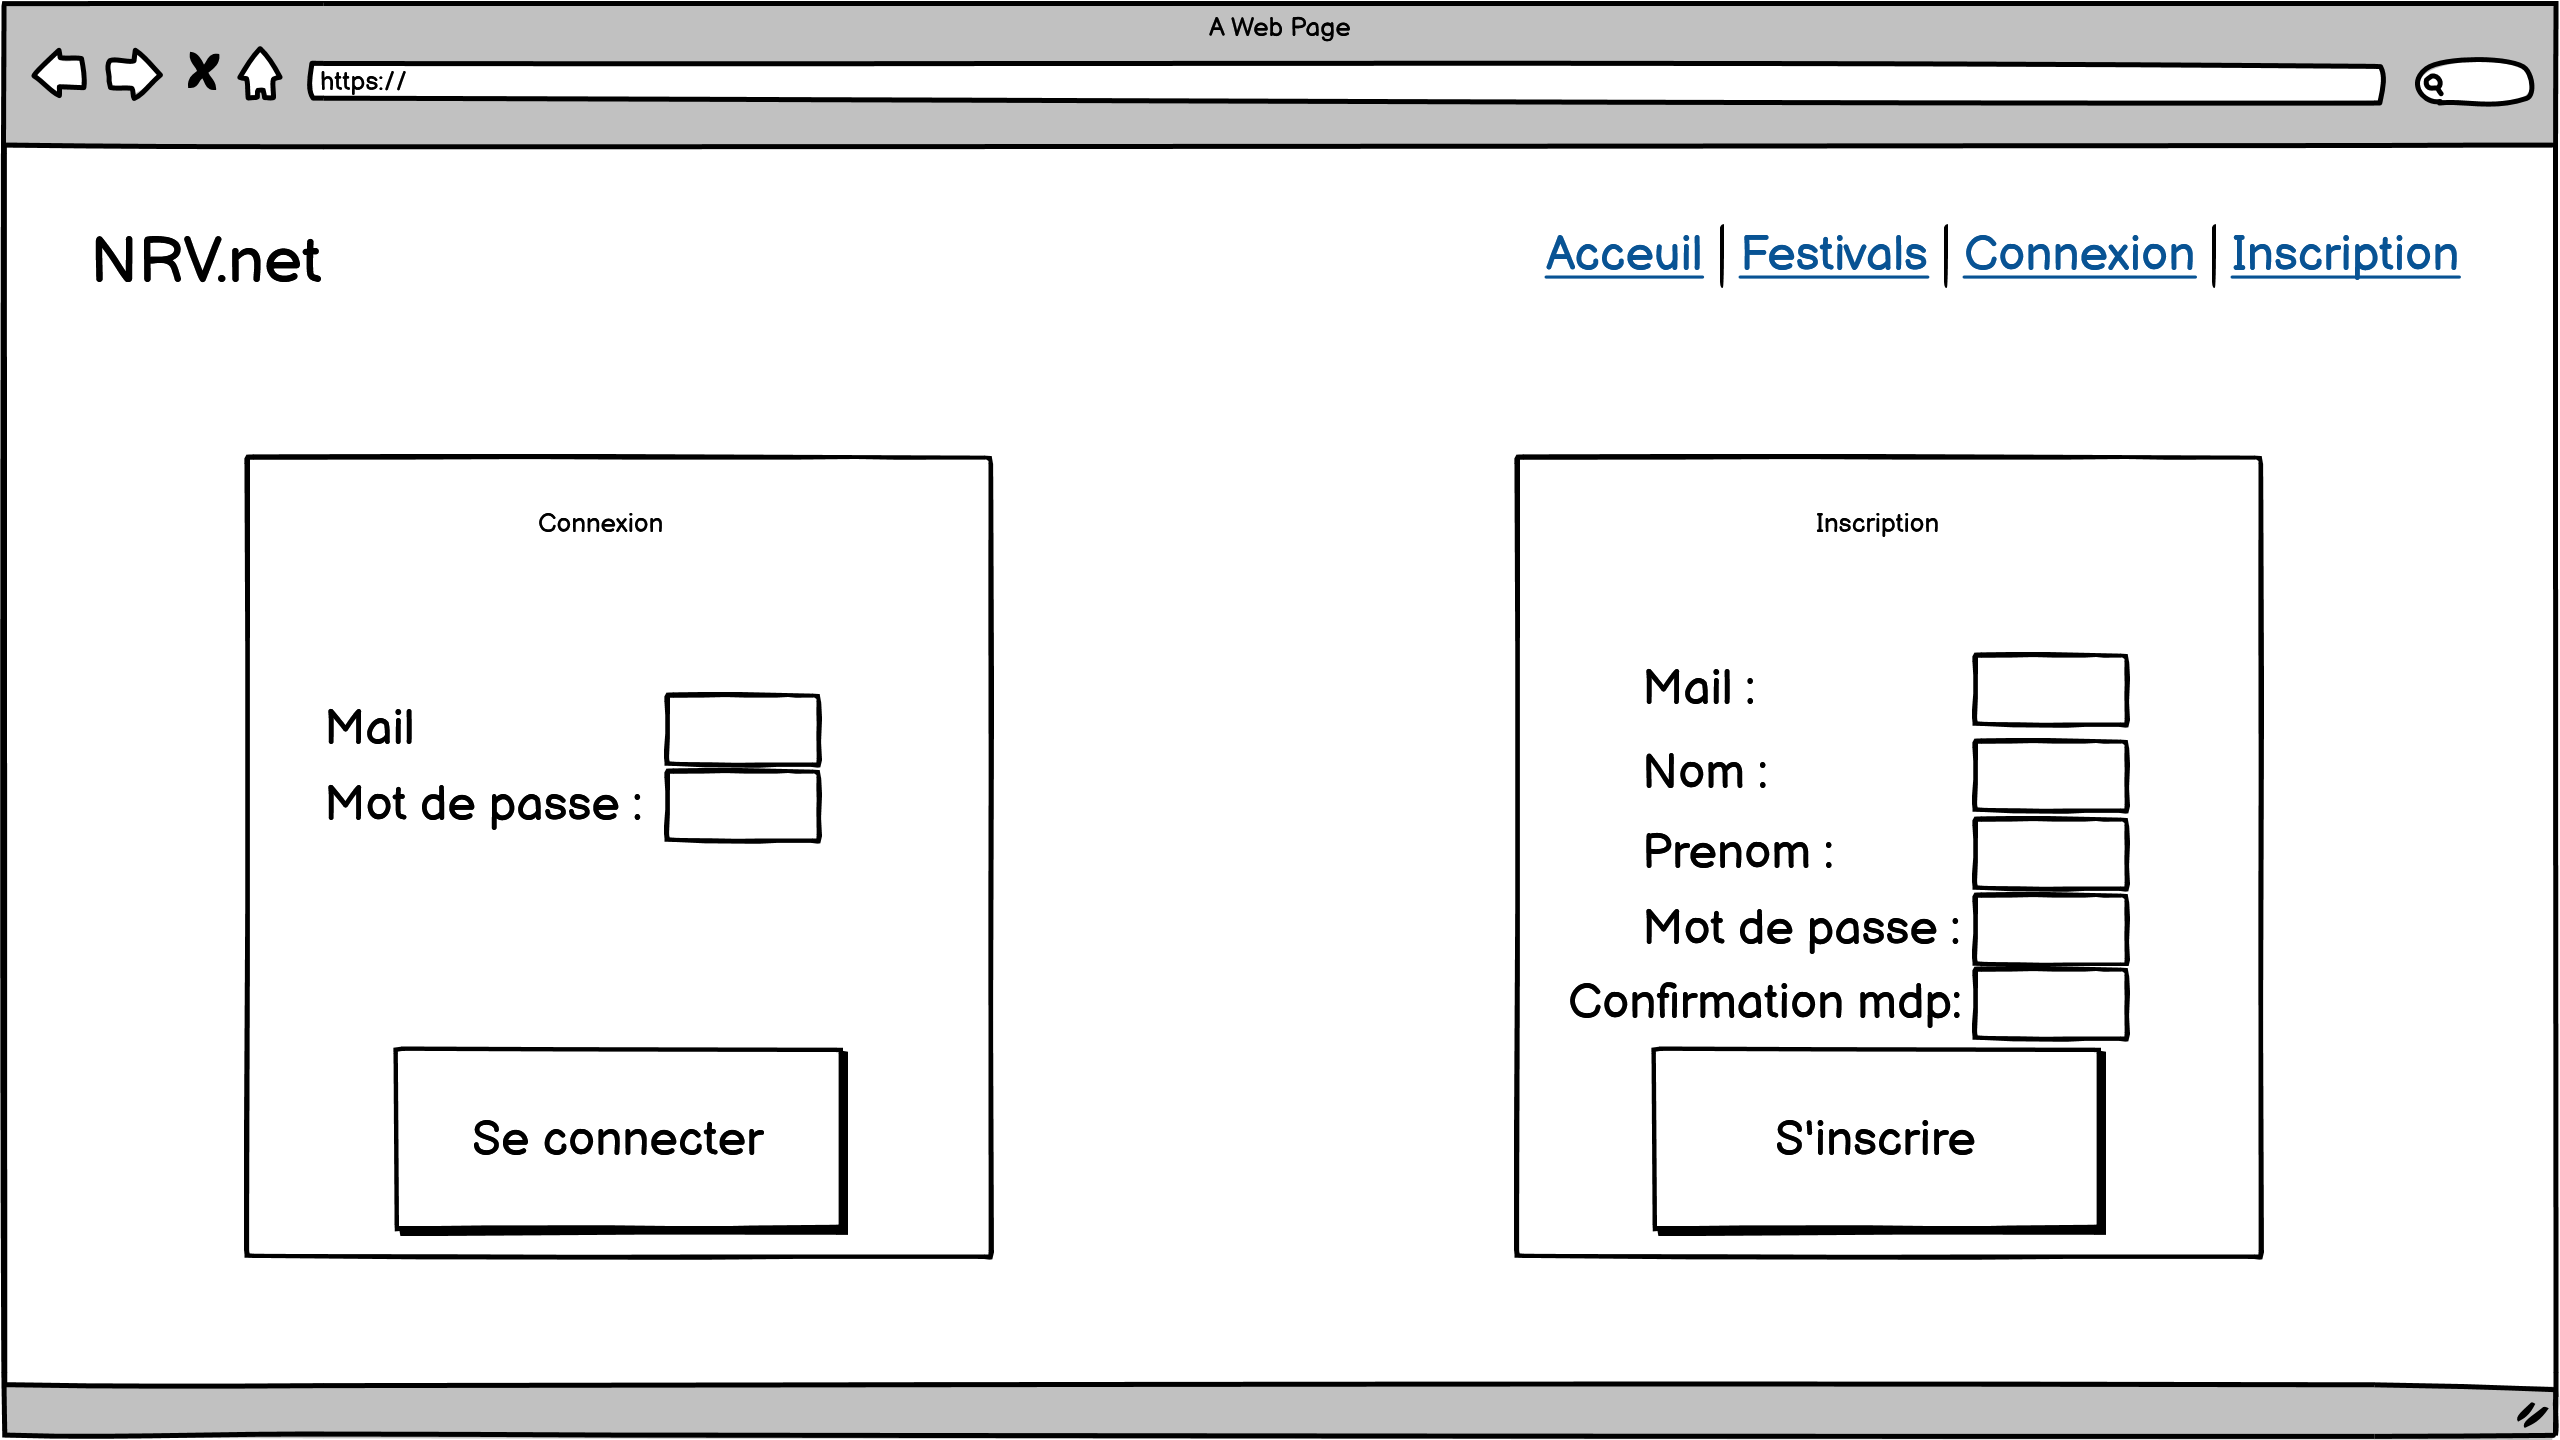 A Web Page
https://
NRV.net
Acceuil | Festivals | Connexion | Inscription
Connexion
Mail
Mot de passe :
Se connecter
Inscription
Mail :
Nom :
Prenom :
Mot de passe :
Confirmation mdp:
S'inscrire